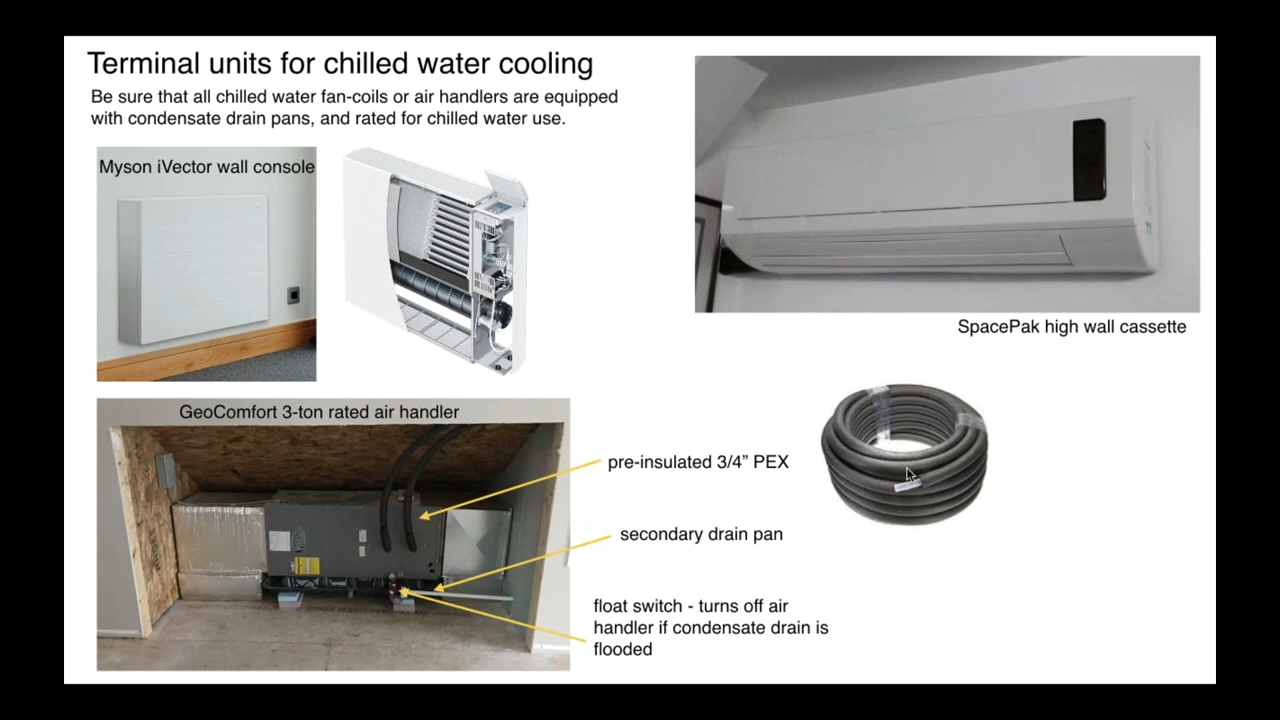 Terminal units for chilled water cooling
Be sure that all chilled water fan-coils or air handlers are equipped
with condensate drain pans, and rated for chilled water use.
Myson iVector wall console
SpacePak high wall cassette
GeoComfort 3-ton rated air handler
pre-insulated 3/4” PEX
secondary drain pan
float switch - turns off air
handler if condensate drain is
flooded